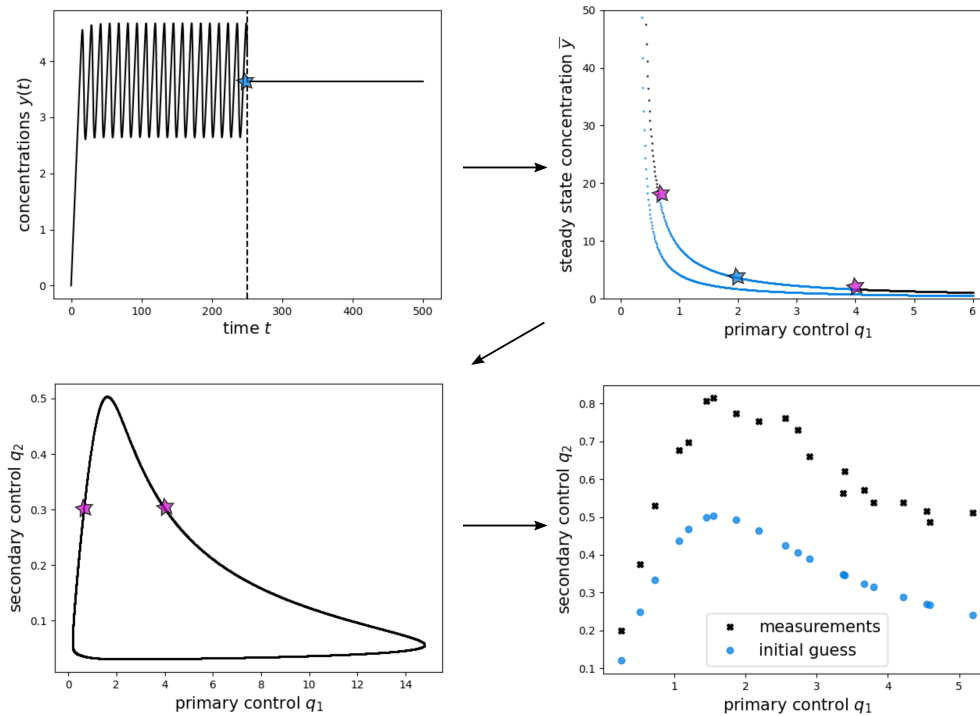 concentrations y(t)
4
3
2
1
0
0 100 200 300 400 500
time t
steady state concentration y̅
50
40
30
20
10
0
0 1 2 3 4 5 6
primary control q₁
secondary control q₂
0.5
0.4
0.3
0.2
0.1
0 2 4 6 8 10 12 14
primary control q₁
secondary control q₂
0.8
0.7
0.6
0.5
0.4
0.3
0.2
0.1
measurements
initial guess
1 2 3 4 5
primary control q₁